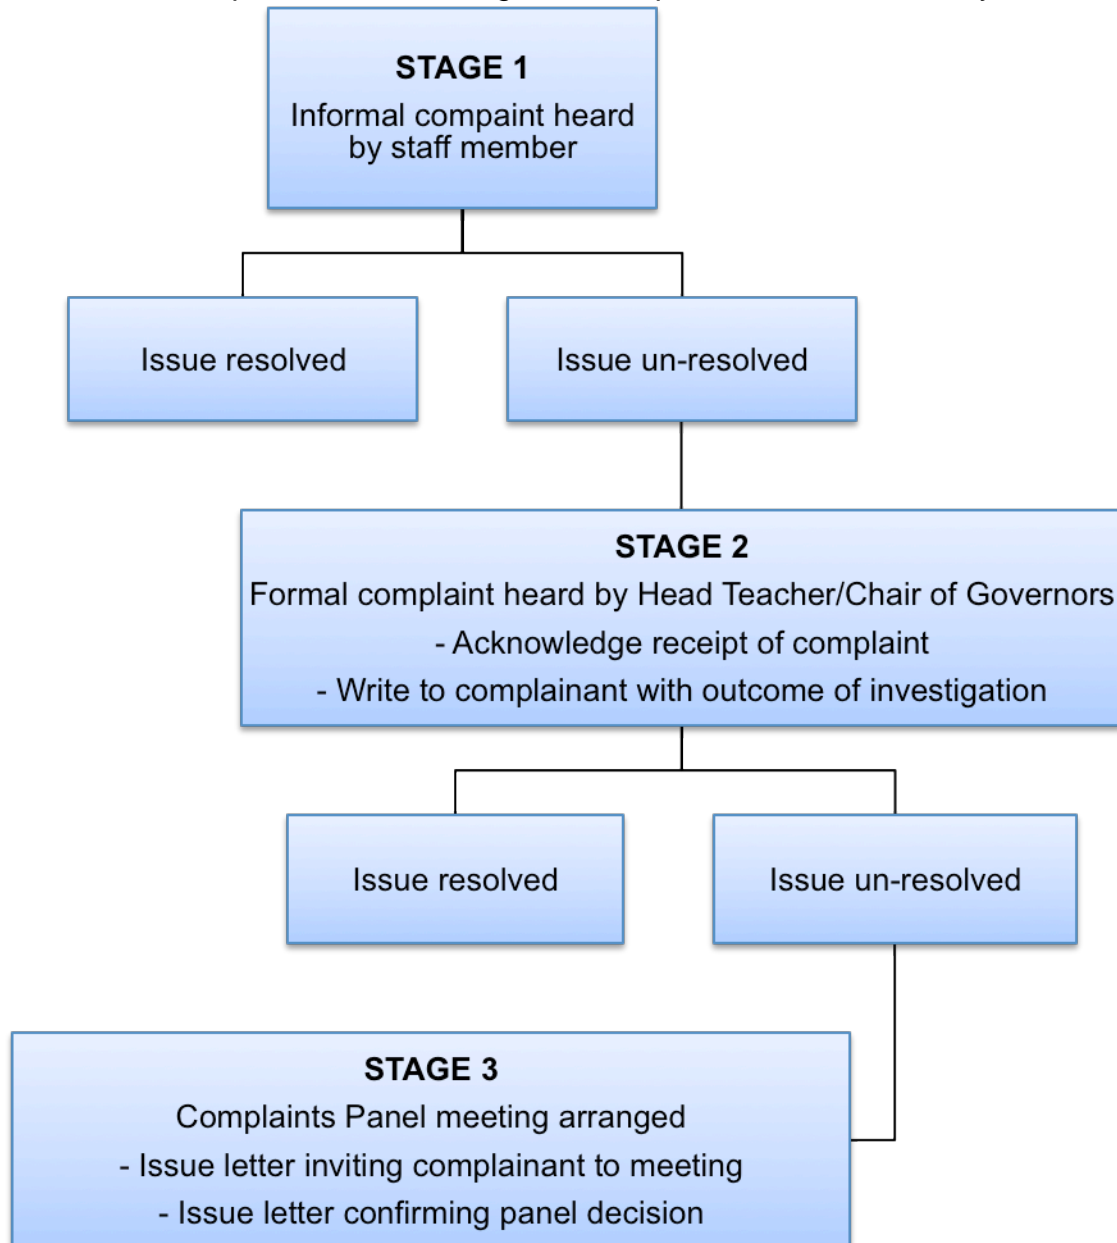 STAGE 1
Informal compaint heard
by staff member
Issue resolved
Issue un-resolved
STAGE 2
Formal complaint heard by Head Teacher/Chair of Governors
- Acknowledge receipt of complaint
- Write to complainant with outcome of investigation
Issue resolved
Issue un-resolved
STAGE 3
Complaints Panel meeting arranged
- Issue letter inviting complainant to meeting
- Issue letter confirming panel decision